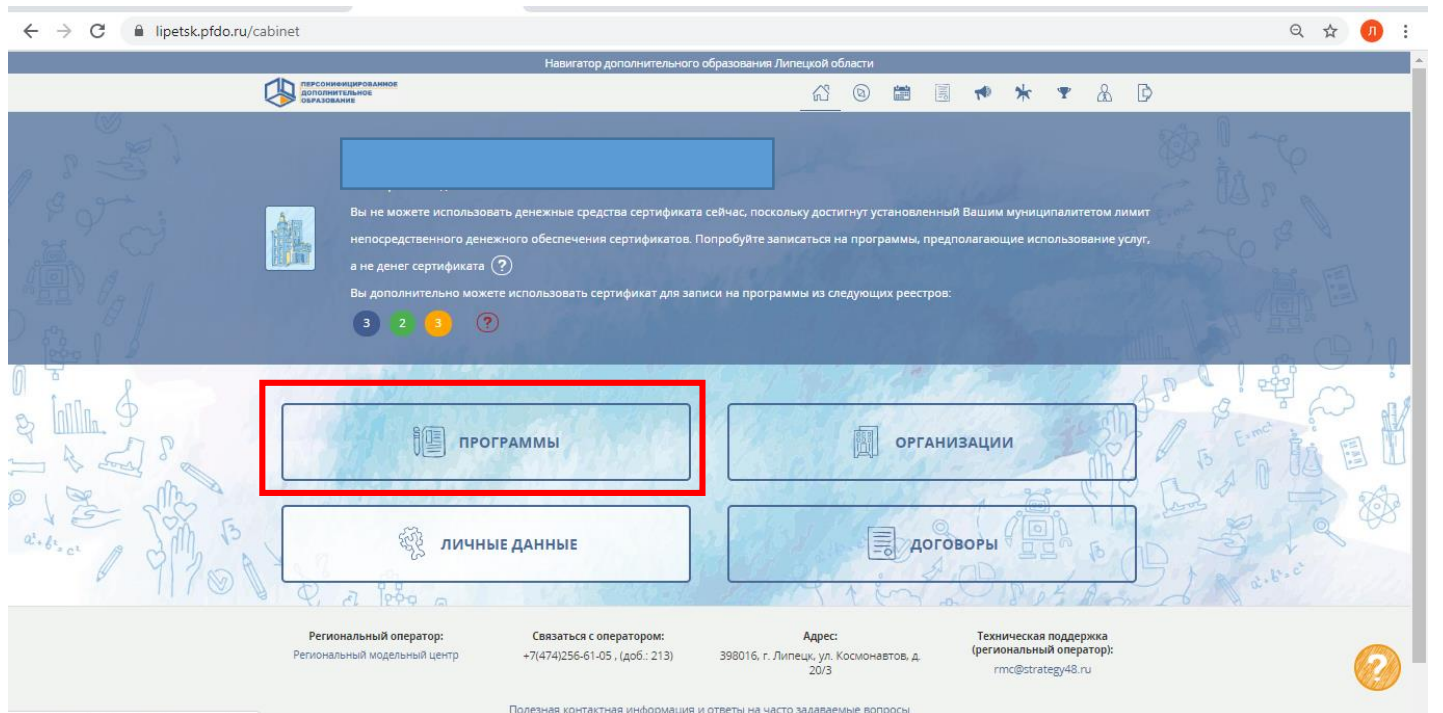 lipetsk.pfdo.ru/cabinet
Л
Навигатор дополнительного образования Липецкой области
ПЕРСОНИФИЦИРОВАННОЕ
ДОПОЛНИТЕЛЬНОЕ
ОБРАЗОВАНИЕ
Вы не можете использовать денежные средства сертификата сейчас, поскольку достигнут установленный Вашим муниципалитетом лимит
непосредственного денежного обеспечения сертификатов. Попробуйте записаться на программы, предполагающие использование услуг,
а не денег сертификата ?
Вы дополнительно можете использовать сертификат для записи на программы из следующих реестров:
3 2 3 ?
ПРОГРАММЫ
ОРГАНИЗАЦИИ
ЛИЧНЫЕ ДАННЫЕ
ДОГОВОРЫ
Региональный оператор:
Региональный модельный центр
Связаться с оператором:
+7(474)256-61-05 , (доб.: 213)
Адрес:
398016, г. Липецк, ул. Космонавтов, д.
20/3
Техническая поддержка
(региональный оператор):
rmc@strategy48.ru
?
Полезная контактная информация и ответы на часто задаваемые вопросы